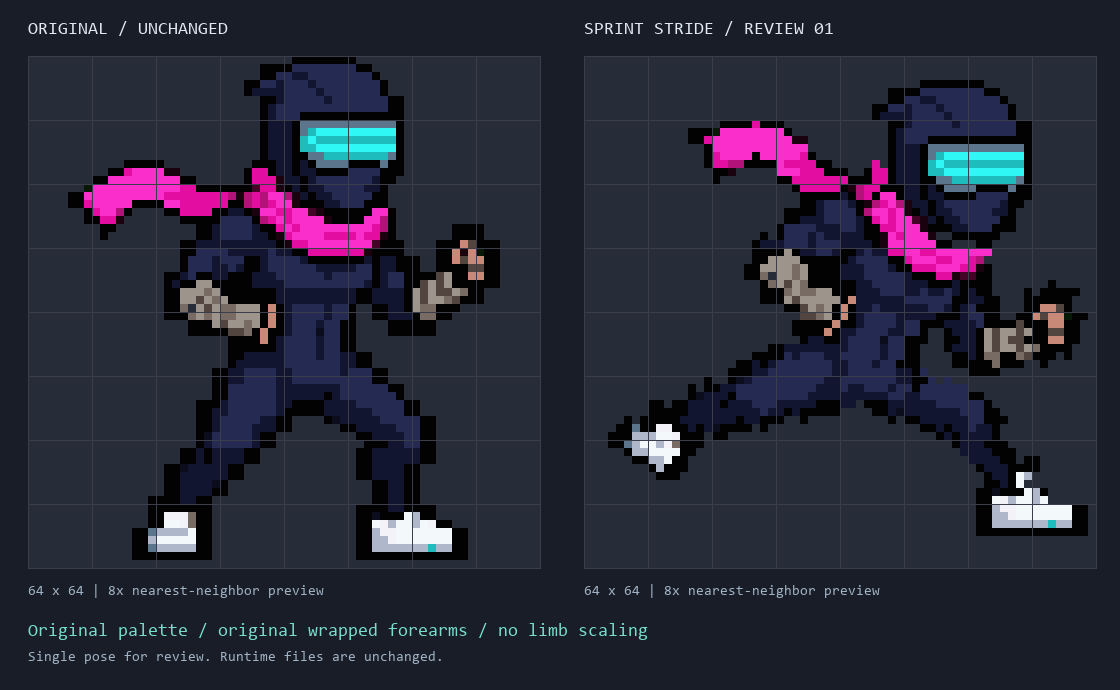 ORIGINAL / UNCHANGED
SPRINT STRIDE / REVIEW 01
64 x 64 | 8x nearest-neighbor preview
64 x 64 | 8x nearest-neighbor preview
Original palette / original wrapped forearms / no limb scaling
Single pose for review. Runtime files are unchanged.